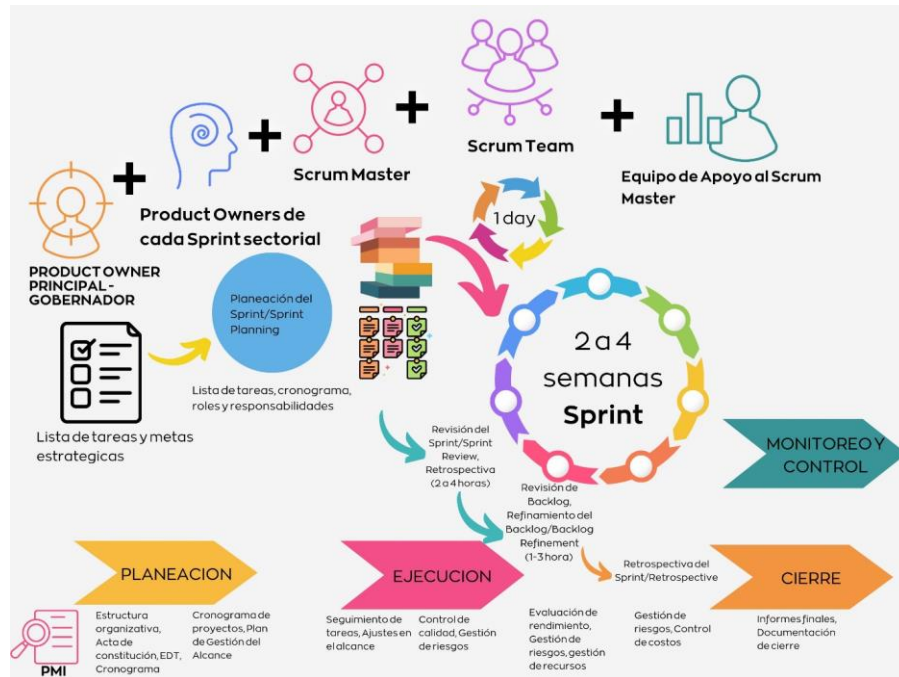 Scrum Team
Scrum Master
Equipo de Apoyo al Scrum
Master
Product Owners de
cada Sprint sectorial
PRODUCT OWNER
PRINCIPAL-
GOBERNADOR
1 day
Planeación del
Sprint/Sprint
Planning
Lista de tareas, cronograma,
roles y responsabilidades
Lista de tareas y metas
estrategicas
2 a 4
semanas
Sprint
Revisión del
Sprint/Sprint
Review,
Retrospectiva
(2 a 4 horas)
Revisión de
Backlog,
Refinamiento del
Backlog/Backlog
Refinement
(1-3 hora)
Retrospectiva del
Sprint/Retrospective
MONITOREO Y
CONTROL
PLANEACION
EJECUCION
CIERRE
PMI
Estructura
organizativa,
Acta de
constitución, EDT,
Cronograma
Cronograma de
proyectos, Plan
de Gestión del
Alcance
Seguimiento de
tareas, Ajustes en
el alcance
Control de
calidad, Gestión
de riesgos
Evaluación de
rendimiento,
Gestión de
riesgos, gestión
de recursos
Gestión de
riesgos, Control
de costos
Informes finales,
Documentación
de cierre